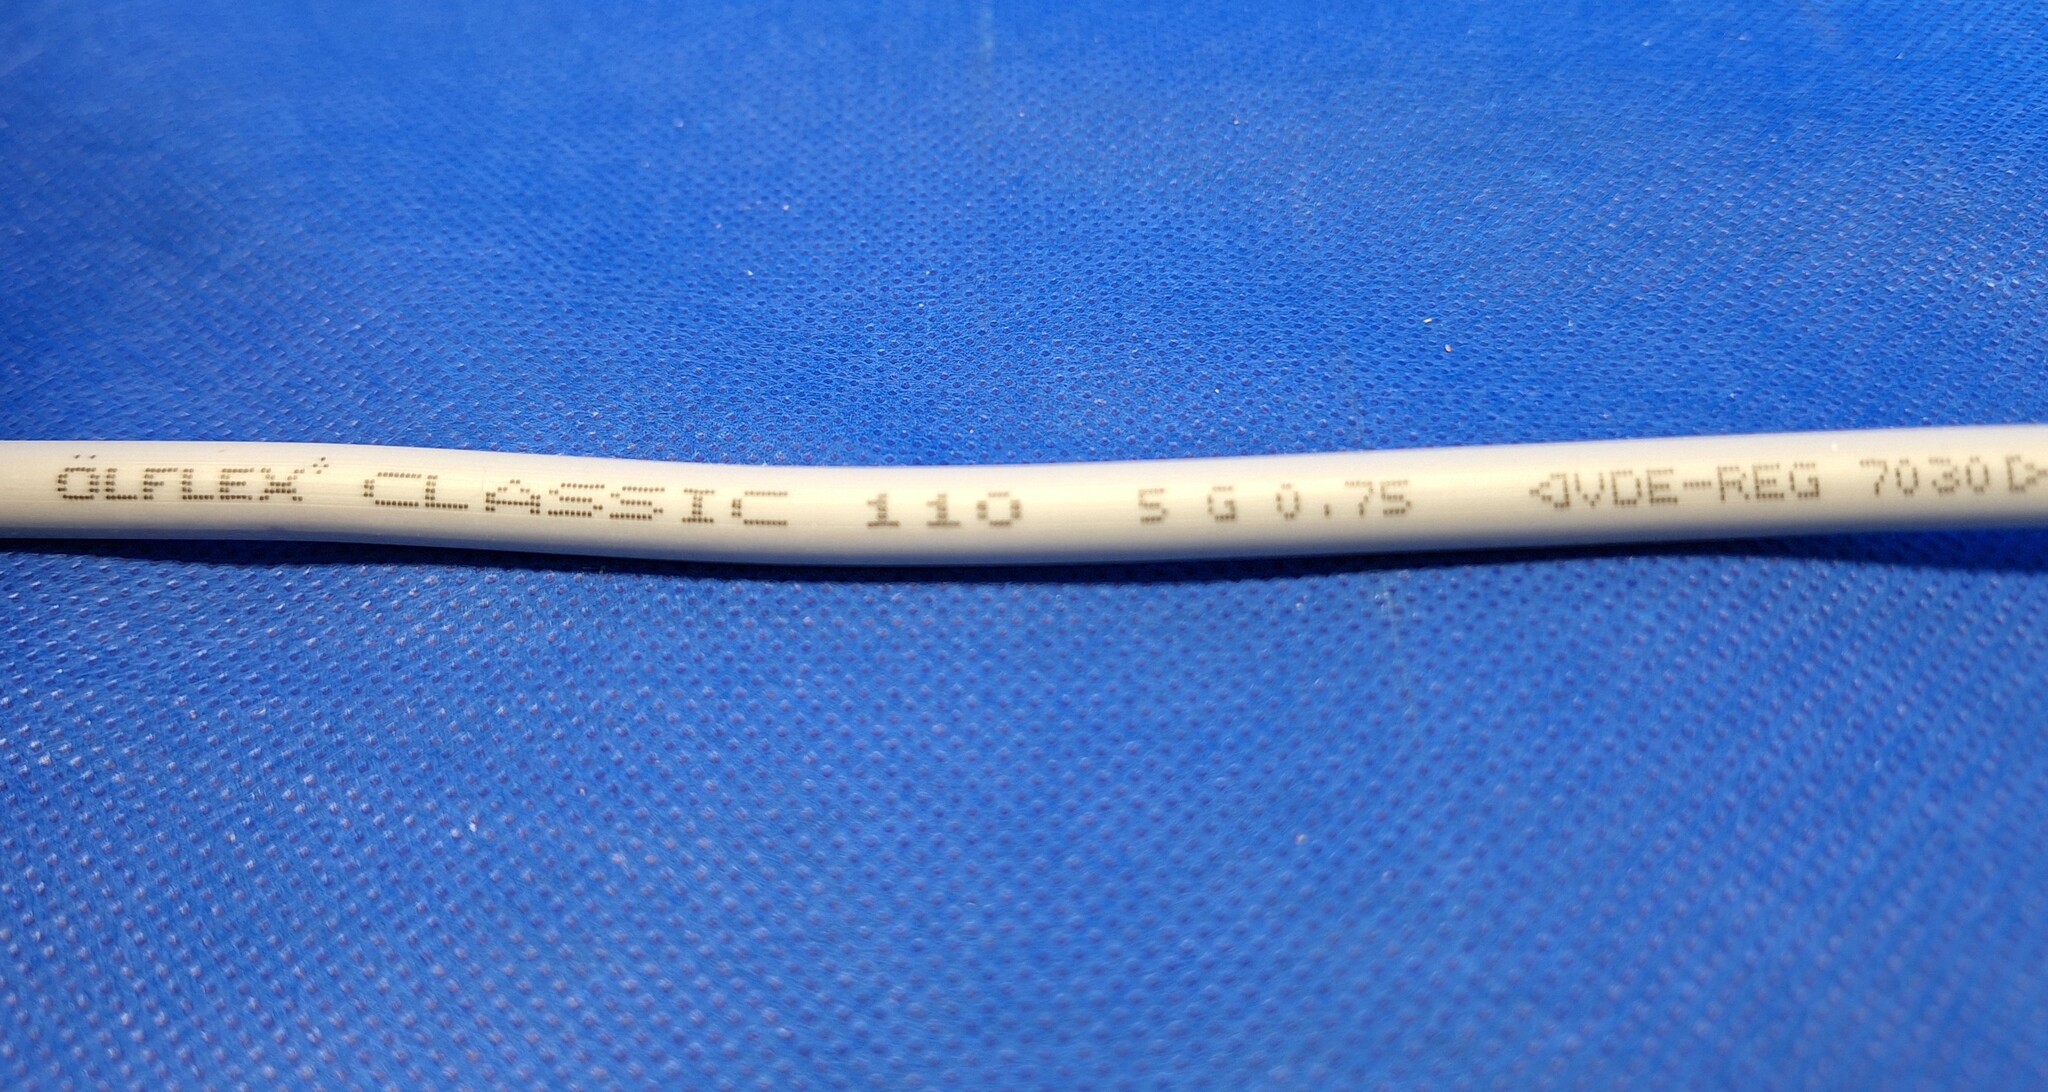 ÖLFLEX® CLASSIC 110 5 G 0,75 ◁VDE-REG 7030▷